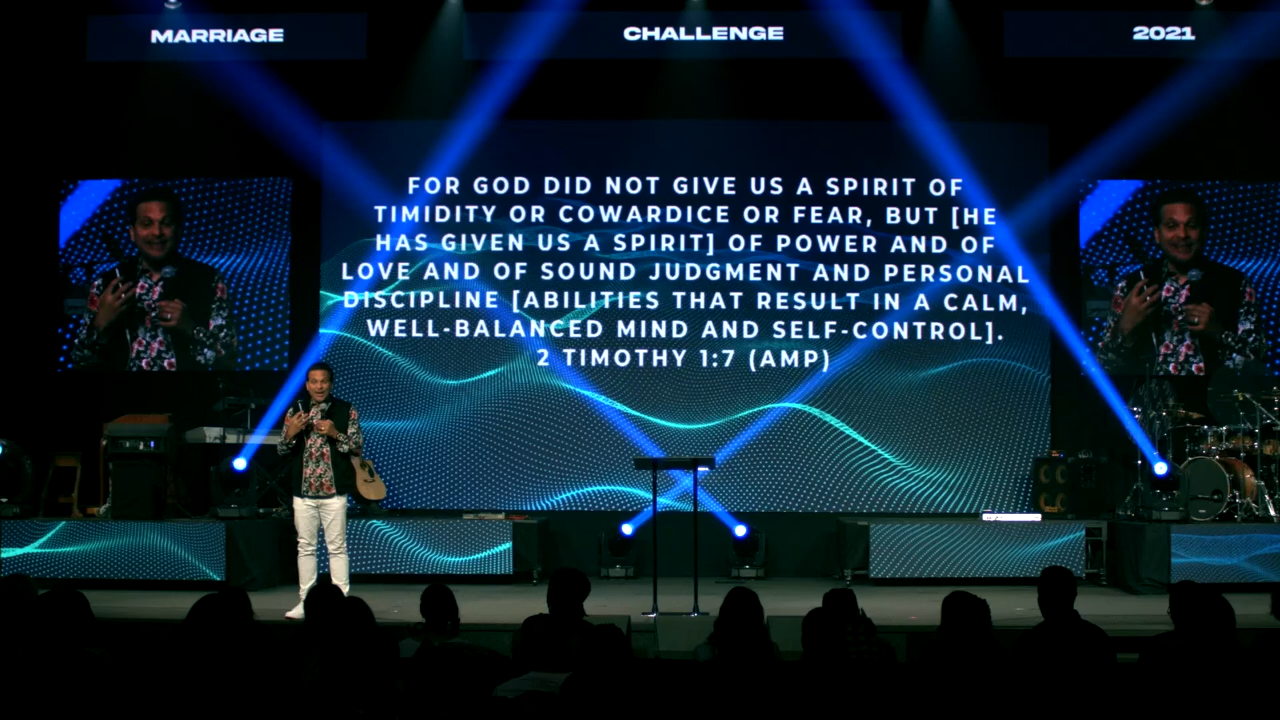 MARRIAGE
CHALLENGE
2021
FOR GOD DID NOT GIVE US A SPIRIT OF
TIMIDITY OR COWARDICE OR FEAR, BUT [HE
HAS GIVEN US A SPIRIT] OF POWER AND OF
LOVE AND OF SOUND JUDGMENT AND PERSONAL
DISCIPLINE [ABILITIES THAT RESULT IN A CALM,
WELL-BALANCED MIND AND SELF-CONTROL].
2 TIMOTHY 1:7 (AMP)